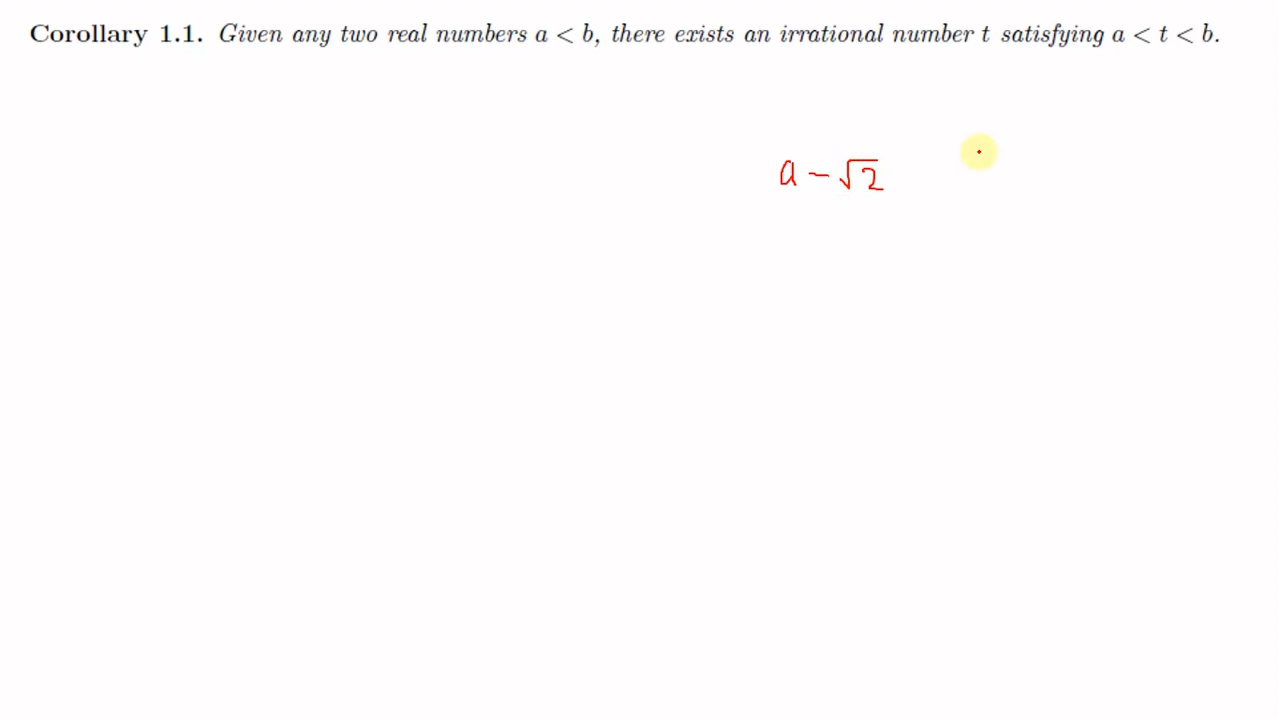 Corollary 1.1. Given any two real numbers a < b, there exists an irrational number t satisfying a < t < b.
a − √2